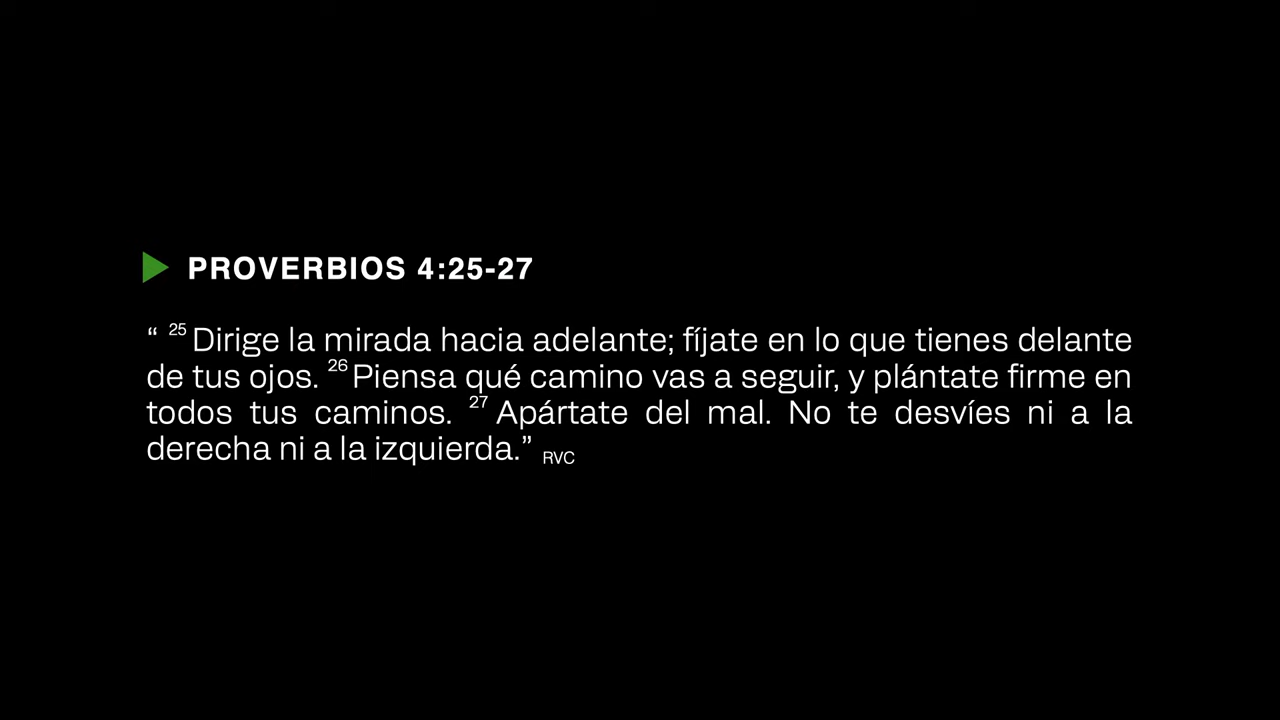 PROVERBIOS 4:25-27
“ 25 Dirige la mirada hacia adelante; fíjate en lo que tienes delante
de tus ojos. 26 Piensa qué camino vas a seguir, y plántate firme en
todos tus caminos. 27 Apártate del mal. No te desvíes ni a la
derecha ni a la izquierda.” RVC